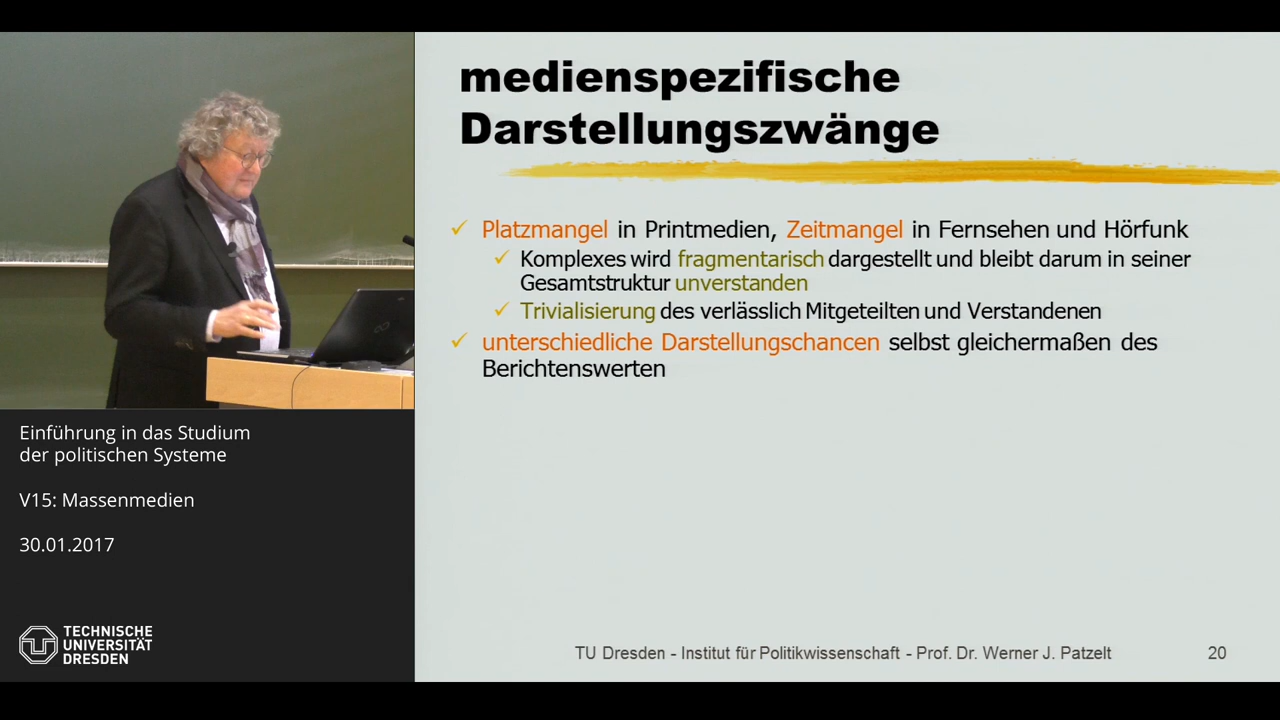 medienspezifische
Darstellungszwänge
Platzmangel in Printmedien, Zeitmangel in Fernsehen und Hörfunk
Komplexes wird fragmentarisch dargestellt und bleibt darum in seiner
Gesamtstruktur unverstanden
Trivialisierung des verlässlich Mitgeteilten und Verstandenen
unterschiedliche Darstellungschancen selbst gleichermaßen des
Berichtenswerten
TU Dresden - Institut für Politikwissenschaft - Prof. Dr. Werner J. Patzelt
20
Einführung in das Studium
der politischen Systeme
V15: Massenmedien
30.01.2017
TECHNISCHE
UNIVERSITÄT
DRESDEN